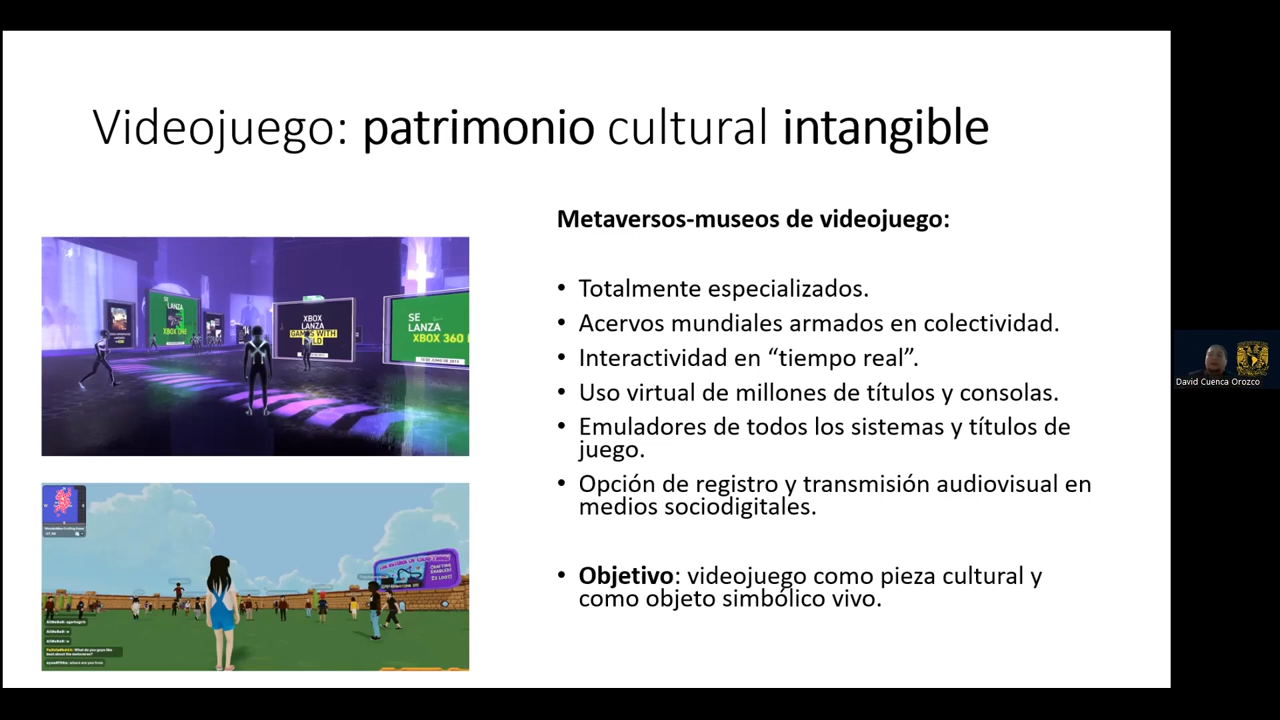 Videojuego: patrimonio cultural intangible
Metaversos-museos de videojuego:
• Totalmente especializados.
• Acervos mundiales armados en colectividad.
• Interactividad en “tiempo real”.
• Uso virtual de millones de títulos y consolas.
• Emuladores de todos los sistemas y títulos de
juego.
• Opción de registro y transmisión audiovisual en
medios sociodigitales.
• Objetivo: videojuego como pieza cultural y
como objeto simbólico vivo.
SE
LANZA
XBOX ONE
XBOX
LANZA
GAMES WITH
SE
LANZA
XBOX 360
David Cuenca Orozco